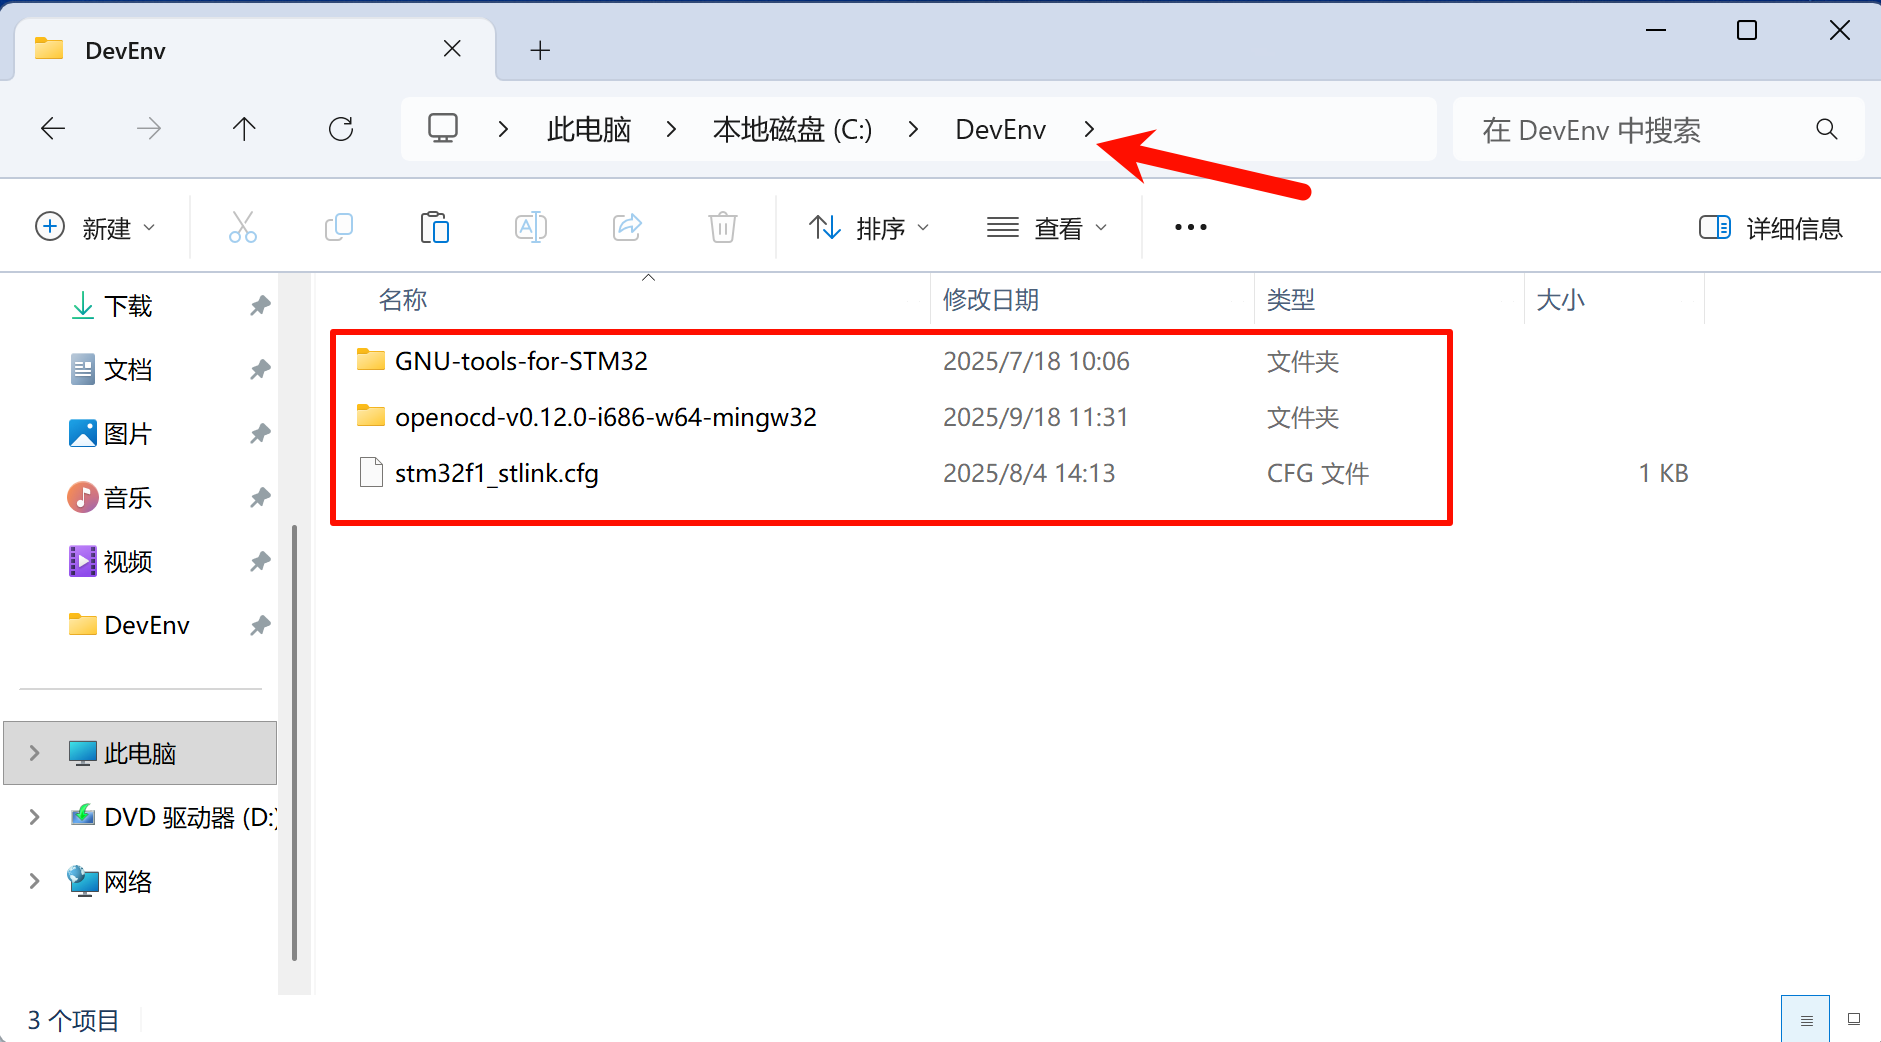 DevEnv
此电脑
本地磁盘 (C:)
DevEnv
在 DevEnv 中搜索
新建
排序
查看
详细信息
名称
修改日期
类型
大小
GNU-tools-for-STM32 2025/7/18 10:06 文件夹
openocd-v0.12.0-i686-w64-mingw32 2025/9/18 11:31 文件夹
stm32f1_stlink.cfg 2025/8/4 14:13 CFG 文件 1 KB
下载
文档
图片
音乐
视频
DevEnv
此电脑
DVD 驱动器 (D:)
网络
3 个项目